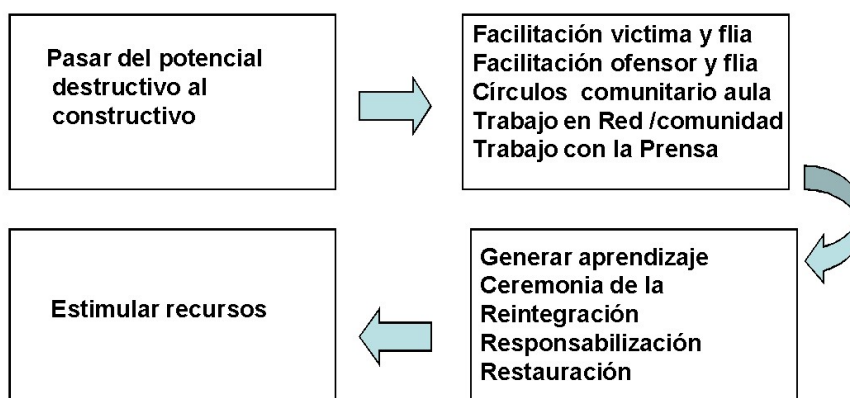 Pasar del potencial
destructivo al
constructivo
Facilitación victima y flia
Facilitación ofensor y flia
Círculos comunitario aula
Trabajo en Red /comunidad
Trabajo con la Prensa
Generar aprendizaje
Ceremonia de la
Reintegración
Responsabilización
Restauración
Estimular recursos